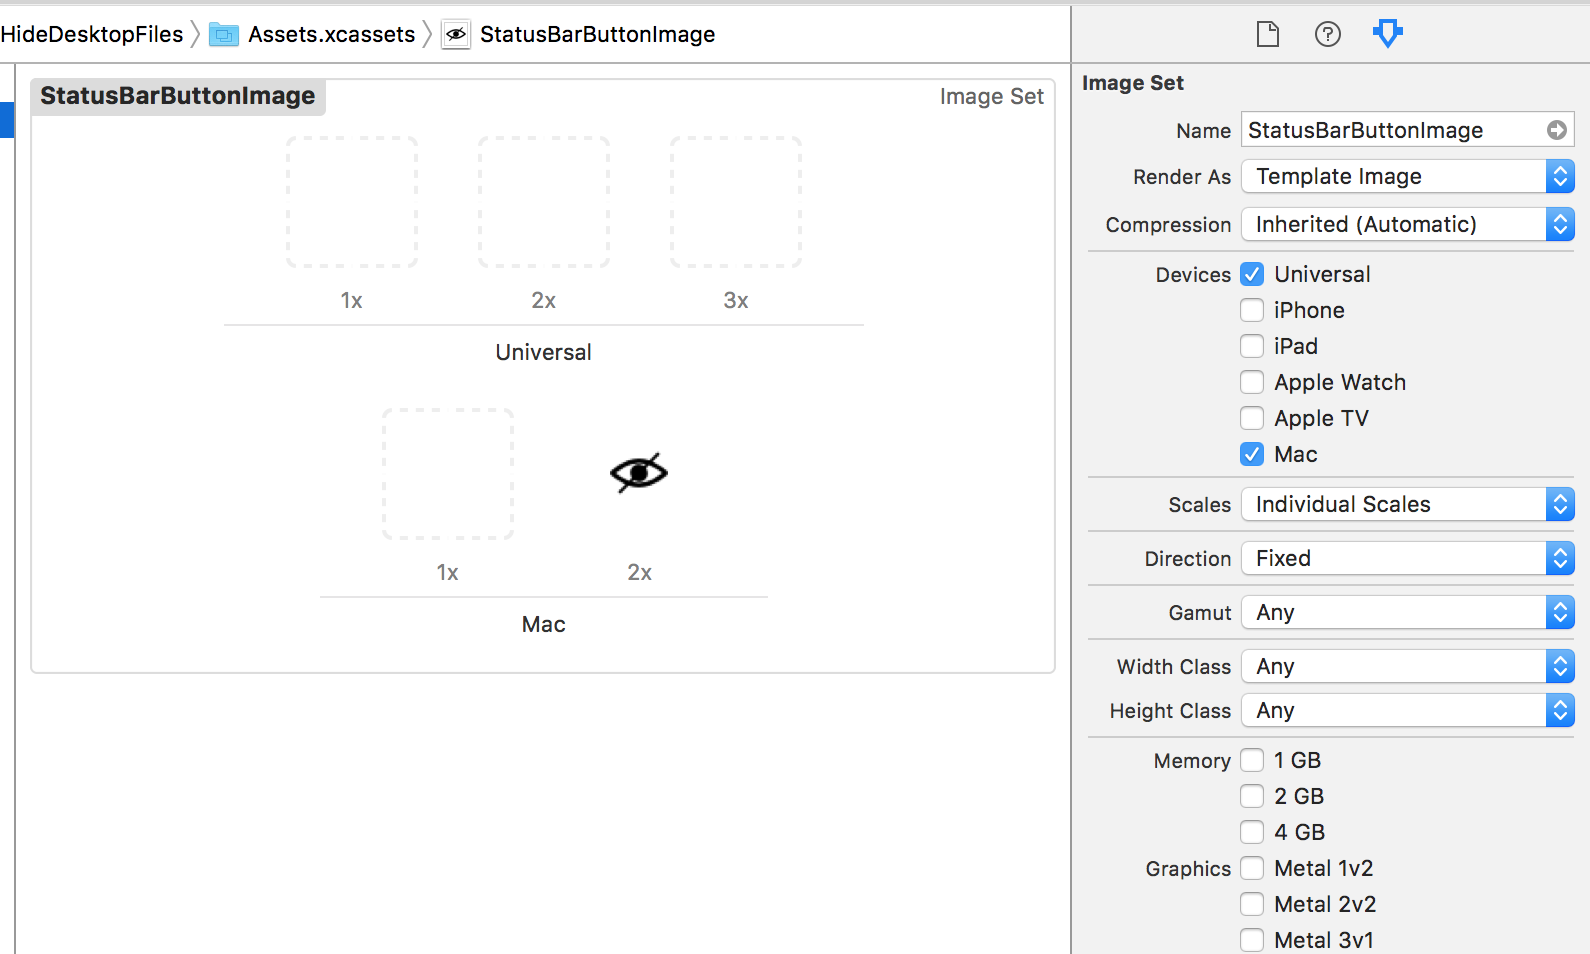 HideDesktopFiles Assets.xcassets StatusBarButtonImage
StatusBarButtonImage Image Set
1x 2x 3x
Universal
1x 2x
Mac
Image Set
Name StatusBarButtonImage
Render As Template Image
Compression Inherited (Automatic)
Devices Universal
iPhone
iPad
Apple Watch
Apple TV
Mac
Scales Individual Scales
Direction Fixed
Gamut Any
Width Class Any
Height Class Any
Memory 1 GB
2 GB
4 GB
Graphics Metal 1v2
Metal 2v2
Metal 3v1